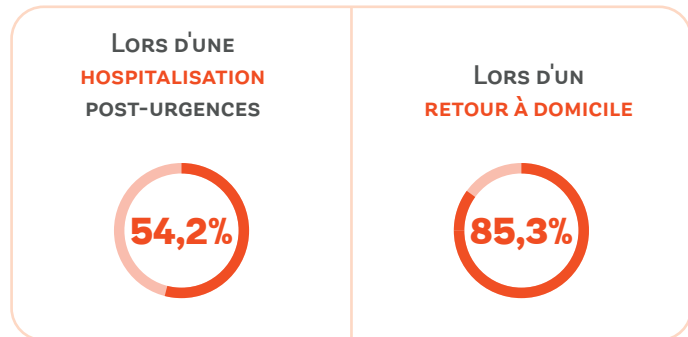 Lors d'une
hospitalisation
post-urgences
54,2%
Lors d'un
retour à domicile
85,3%